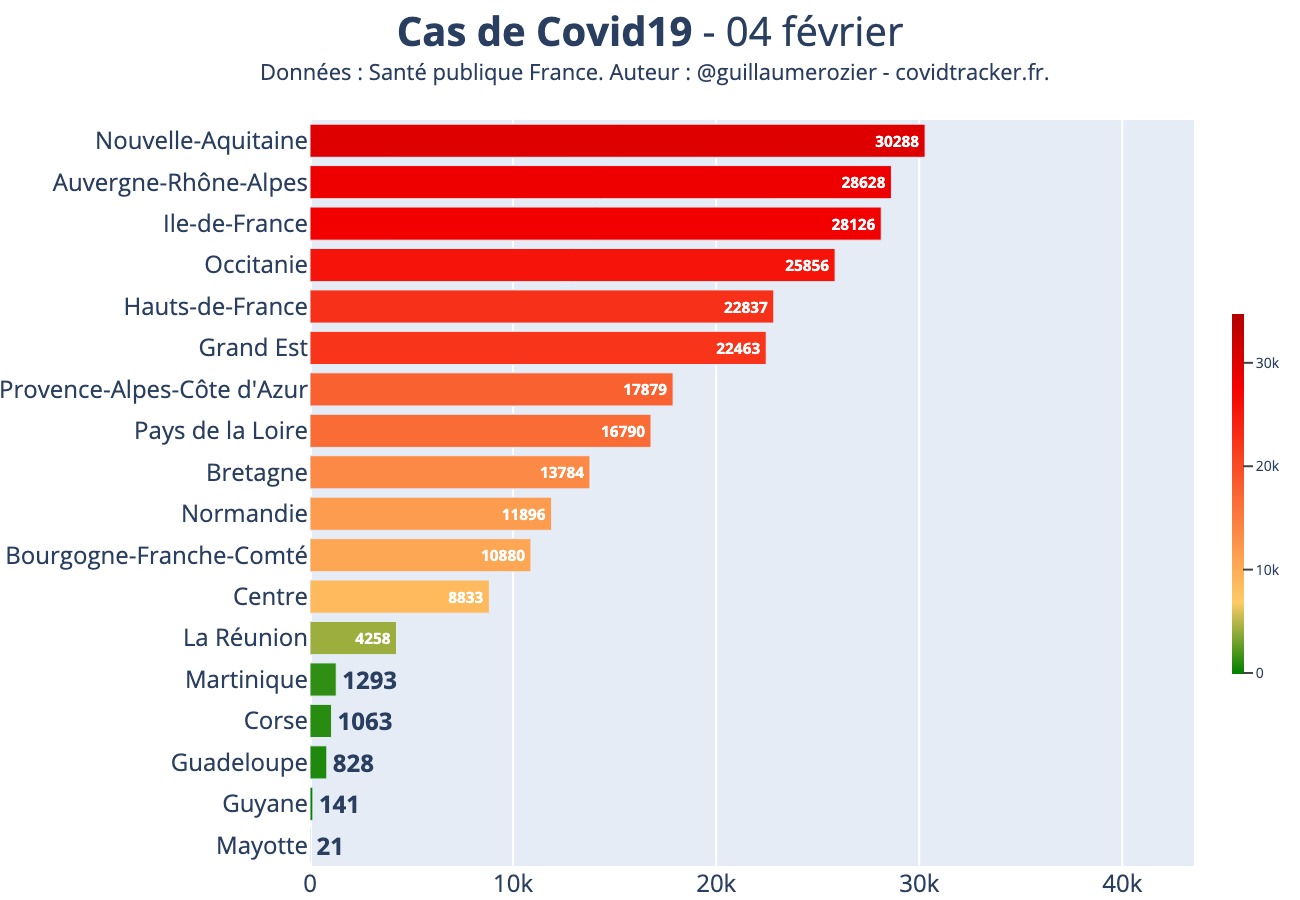 Cas de Covid19 - 04 février
Données : Santé publique France. Auteur : @guillaumerozier - covidtracker.fr.
Nouvelle-Aquitaine 30288
Auvergne-Rhône-Alpes 28628
Ile-de-France 28126
Occitanie 25856
Hauts-de-France 22837
Grand Est 22463
Provence-Alpes-Côte d'Azur 17879
Pays de la Loire 16790
Bretagne 13784
Normandie 11896
Bourgogne-Franche-Comté 10880
Centre 8833
La Réunion 4258
Martinique 1293
Corse 1063
Guadeloupe 828
Guyane 141
Mayotte 21
0 10k 20k 30k 40k
30k
20k
10k
0